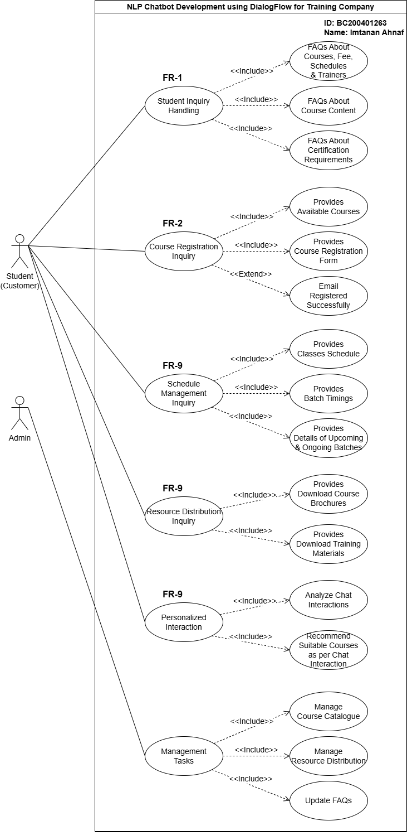 NLP Chatbot Development using DialogFlow for Training Company
ID: BC200401263
Name: Imtanan Ahnaf
FR-1
Student Inquiry
Handling
<<Include>>
FAQs About
Courses, Fee,
Schedules
& Trainers
<<Include>>
FAQs About
Course Content
<<Include>>
FAQs About
Certification
Requirements
FR-2
Course Registration
Inquiry
<<Include>>
Provides
Available Courses
<<Include>>
Provides
Course Registration
Form
<<Extend>>
Email
Registered
Successfully
Student
(Customer)
FR-9
Schedule
Management
Inquiry
<<Include>>
Provides
Classes Schedule
<<Include>>
Provides
Batch Timings
<<Include>>
Provides
Details of Upcoming
& Ongoing Batches
Admin
FR-9
Resource Distribution
Inquiry
<<Include>>
Provides
Download Course
Brochures
<<Include>>
Provides
Download Training
Materials
FR-9
Personalized
Interaction
<<Include>>
Analyze Chat
Interactions
<<Include>>
Recommend
Suitable Courses
as per Chat
Interaction
Management
Tasks
<<Include>>
Manage
Course Catalogue
<<Include>>
Manage
Resource Distribution
<<Include>>
Update FAQs